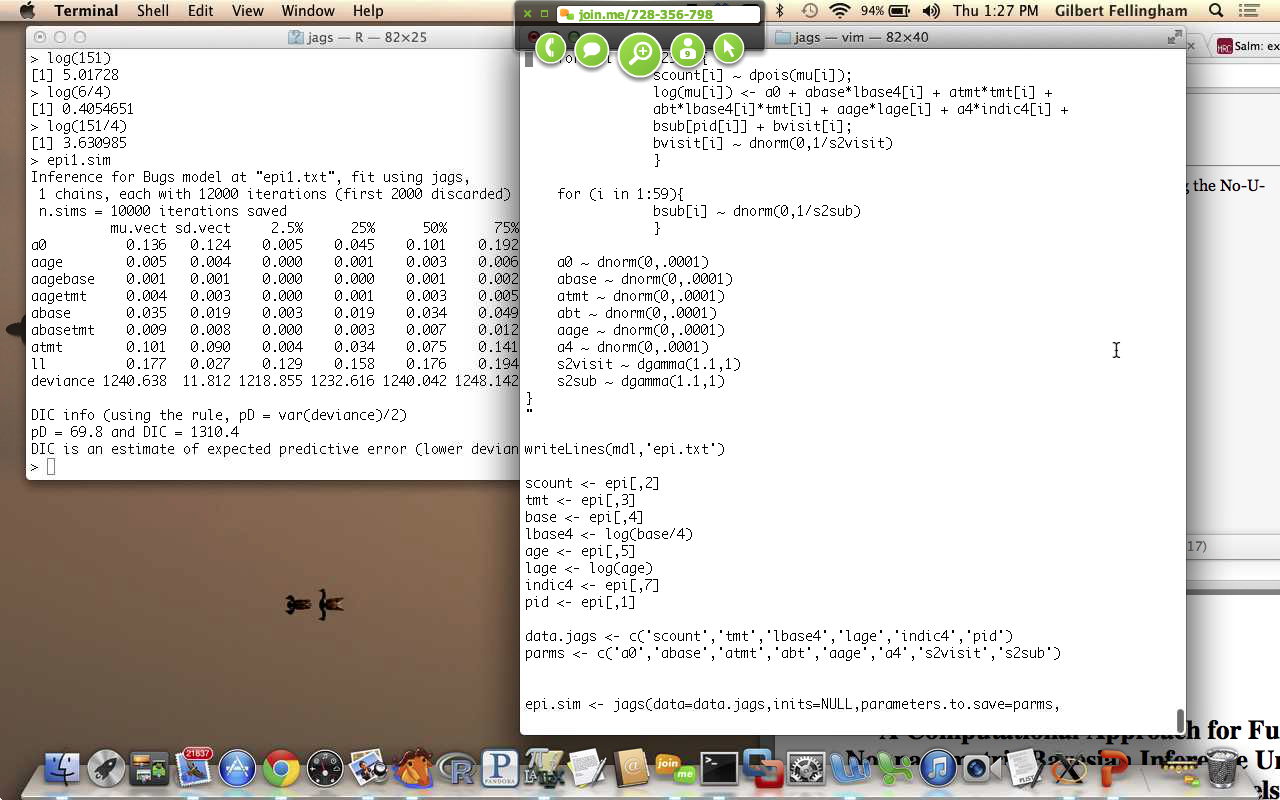 Terminal Shell Edit View Window Help
join.me/728-356-798
94% Thu 1:27 PM Gilbert Fellingham
jags — R — 82×25
> log(151)
[1] 5.01728
> log(6/4)
[1] 0.4054651
> log(151/4)
[1] 3.630985
> epi1.sim
Inference for Bugs model at "epi1.txt", fit using jags,
1 chains, each with 12000 iterations (first 2000 discarded)
n.sims = 10000 iterations saved
mu.vect sd.vect 2.5% 25% 50% 75%
a0 0.136 0.124 0.005 0.045 0.101 0.192
aage 0.005 0.004 0.000 0.001 0.003 0.006
aagebase 0.001 0.001 0.000 0.000 0.001 0.002
aagetmt 0.004 0.003 0.000 0.001 0.003 0.005
abase 0.035 0.019 0.003 0.019 0.034 0.049
abasetmt 0.009 0.008 0.000 0.003 0.007 0.012
atmt 0.101 0.090 0.004 0.034 0.075 0.141
ll 0.177 0.027 0.129 0.158 0.176 0.194
deviance 1240.638 11.812 1218.855 1232.616 1240.042 1248.142
DIC info (using the rule, pD = var(deviance)/2)
pD = 69.8 and DIC = 1310.4
DIC is an estimate of expected predictive error (lower devian
>
jags — vim — 82×40
scount[i] ~ dpois(mu[i]);
log(mu[i]) <- a0 + abase*lbase4[i] + atmt*tmt[i] +
abt*lbase4[i]*tmt[i] + aage*lage[i] + a4*indic4[i] +
bsub[pid[i]] + bvisit[i];
bvisit[i] ~ dnorm(0,1/s2visit)
}
for (i in 1:59){
bsub[i] ~ dnorm(0,1/s2sub)
}
a0 ~ dnorm(0,.0001)
abase ~ dnorm(0,.0001)
atmt ~ dnorm(0,.0001)
abt ~ dnorm(0,.0001)
aage ~ dnorm(0,.0001)
a4 ~ dnorm(0,.0001)
s2visit ~ dgamma(1.1,1)
s2sub ~ dgamma(1.1,1)
}
"
writeLines(mdl,'epi.txt')
scount <- epi[,2]
tmt <- epi[,3]
base <- epi[,4]
lbase4 <- log(base/4)
age <- epi[,5]
lage <- log(age)
indic4 <- epi[,7]
pid <- epi[,1]
data.jags <- c('scount','tmt','lbase4','lage','indic4','pid')
parms <- c('a0','abase','atmt','abt','aage','a4','s2visit','s2sub')
epi.sim <- jags(data=data.jags,inits=NULL,parameters.to.save=parms,
HRC Salm: ex
the No-U-
17)
A Computational Approach for Fu
Bayesian Inference Un
els
21837
PANDORA
join me
PLIST